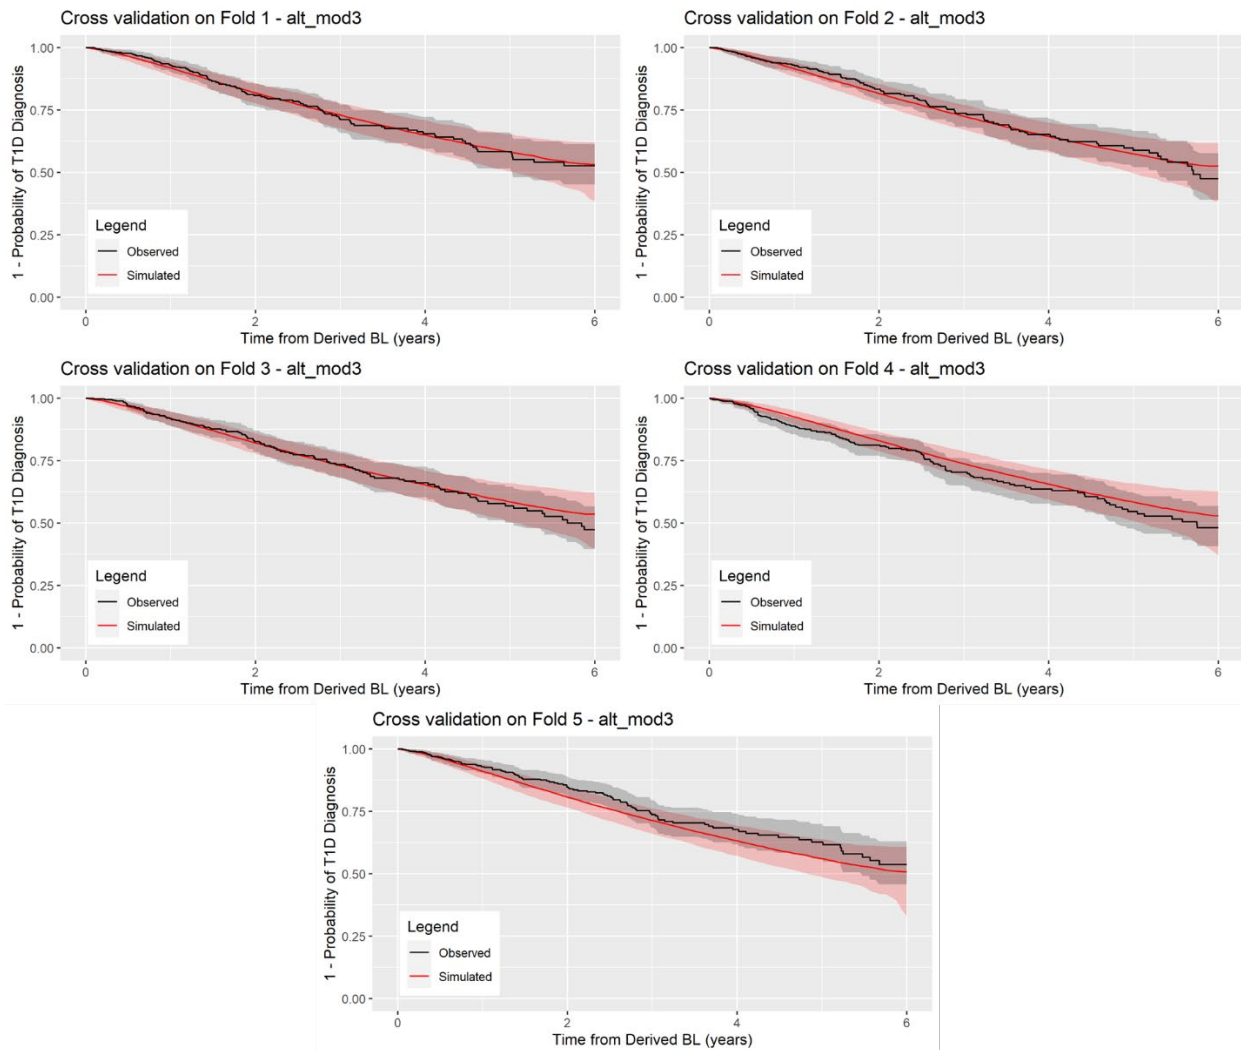 Cross validation on Fold 1 - alt_mod3
1 - Probability of T1D Diagnosis
1.00
0.75
0.50
0.25
0.00
Legend
Observed
Simulated
0
2
4
6
Time from Derived BL (years)
Cross validation on Fold 2 - alt_mod3
1 - Probability of T1D Diagnosis
1.00
0.75
0.50
0.25
0.00
Legend
Observed
Simulated
0
2
4
6
Time from Derived BL (years)
Cross validation on Fold 3 - alt_mod3
1 - Probability of T1D Diagnosis
1.00
0.75
0.50
0.25
0.00
Legend
Observed
Simulated
0
2
4
6
Time from Derived BL (years)
Cross validation on Fold 4 - alt_mod3
1 - Probability of T1D Diagnosis
1.00
0.75
0.50
0.25
0.00
Legend
Observed
Simulated
0
2
4
6
Time from Derived BL (years)
Cross validation on Fold 5 - alt_mod3
1 - Probability of T1D Diagnosis
1.00
0.75
0.50
0.25
0.00
Legend
Observed
Simulated
0
2
4
6
Time from Derived BL (years)